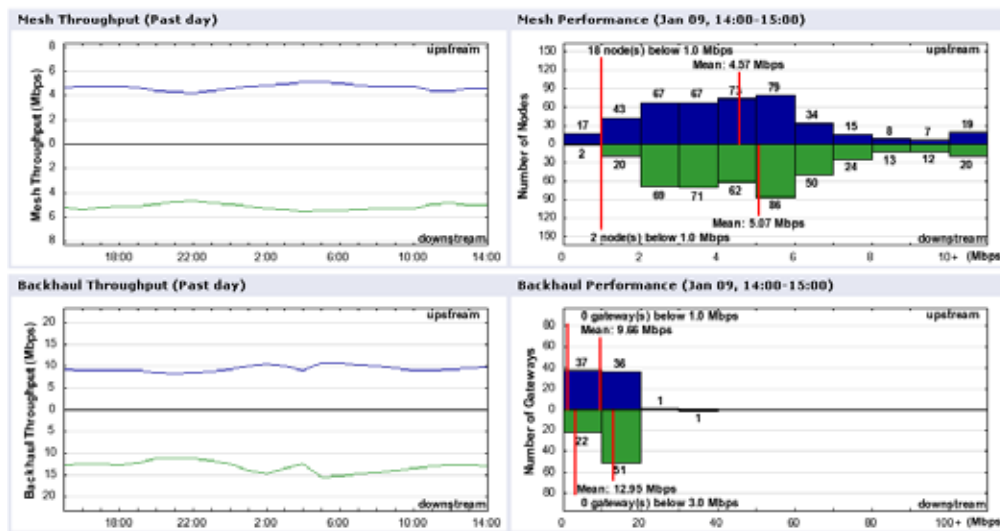 Mesh Throughput (Past day)
8
6
4
2
0
2
4
6
8
Mesh Throughput (Mbps)
upstream
downstream
18:00 22:00 2:00 6:00 10:00 14:00
Mesh Performance (Jan 09, 14:00-15:00)
150
120
90
60
30
0
30
60
90
120
150
Number of Nodes
18 node(s) below 1.0 Mbps
upstream
Mean: 4.57 Mbps
17 43 67 67 73 79 34 15 8 7 19
2 20 69 71 62 86 50 24 13 12 20
Mean: 5.07 Mbps
2 node(s) below 1.0 Mbps
downstream
0 2 4 6 8 10+ (Mbps
Backhaul Throughput (Past day)
20
15
10
5
0
5
10
15
20
Backhaul Throughput (Mbps)
upstream
downstream
18:00 22:00 2:00 6:00 10:00 14:00
Backhaul Performance (Jan 09, 14:00-15:00)
80
60
40
20
0
20
40
60
80
Number of Gateways
0 gateway(s) below 1.0 Mbps
upstream
Mean: 9.66 Mbps
37 36 1
22 51 1
Mean: 12.95 Mbps
0 gateway(s) below 3.0 Mbps
downstream
0 20 40 60 80 100+ (Mbps